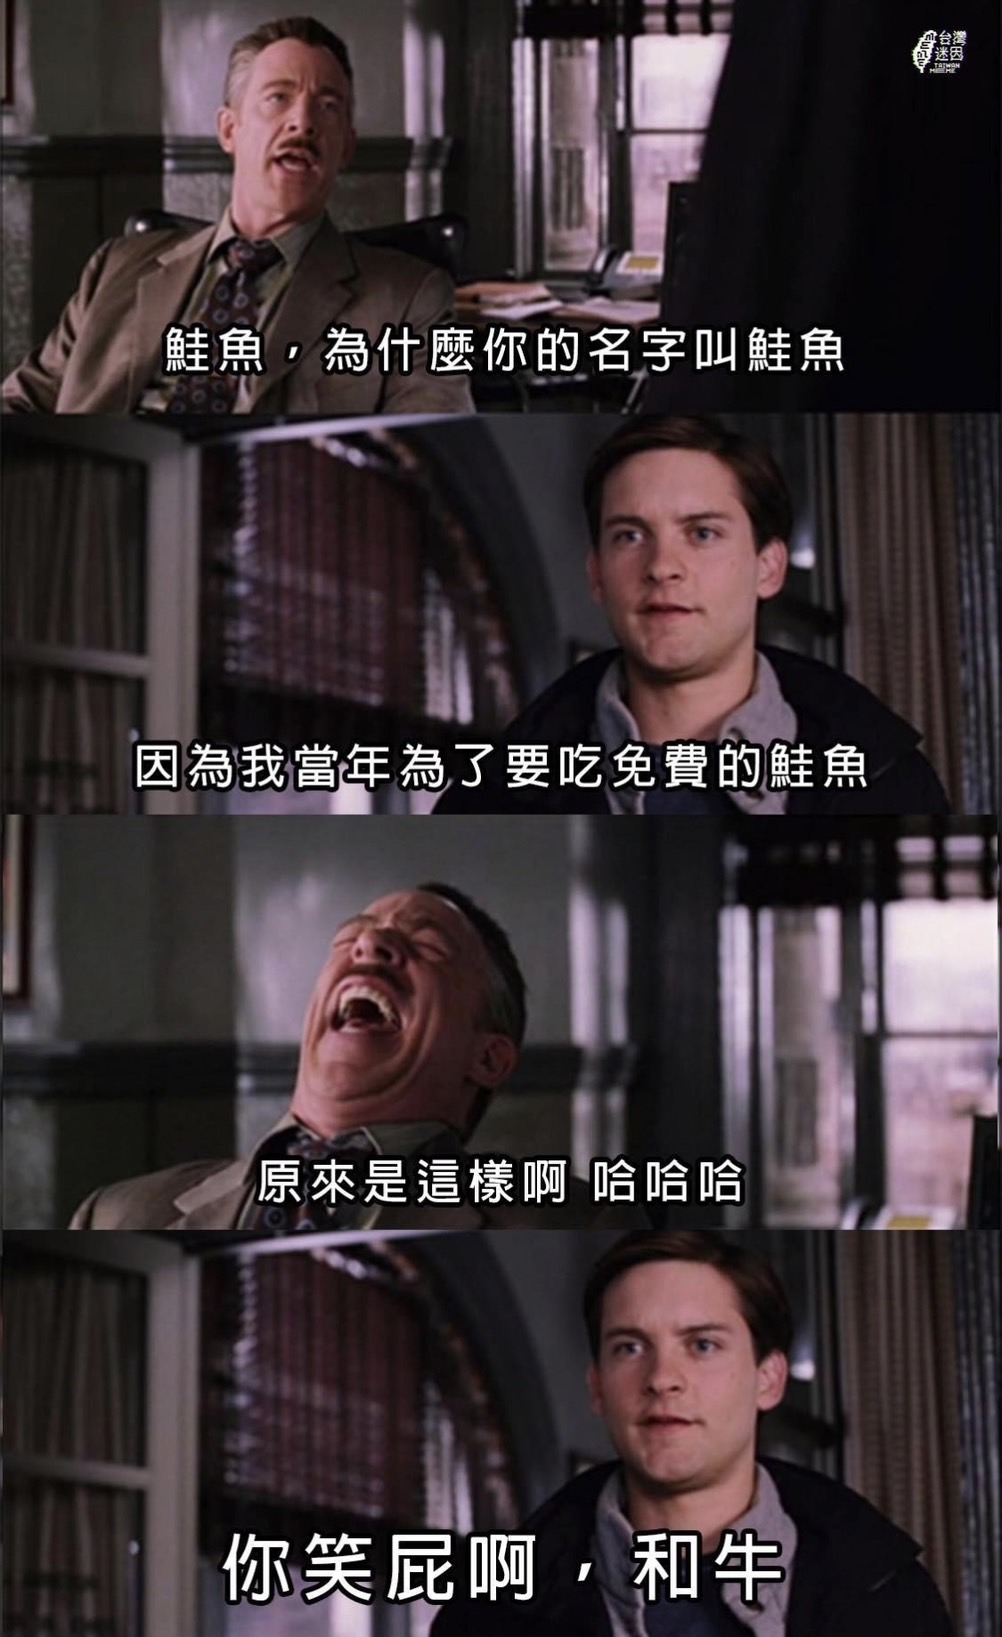 台灣
迷因
TAIWAN
MEME
鮭魚，為什麼你的名字叫鮭魚
因為我當年為了要吃免費的鮭魚
原來是這樣啊 哈哈哈
你笑屁啊，和牛